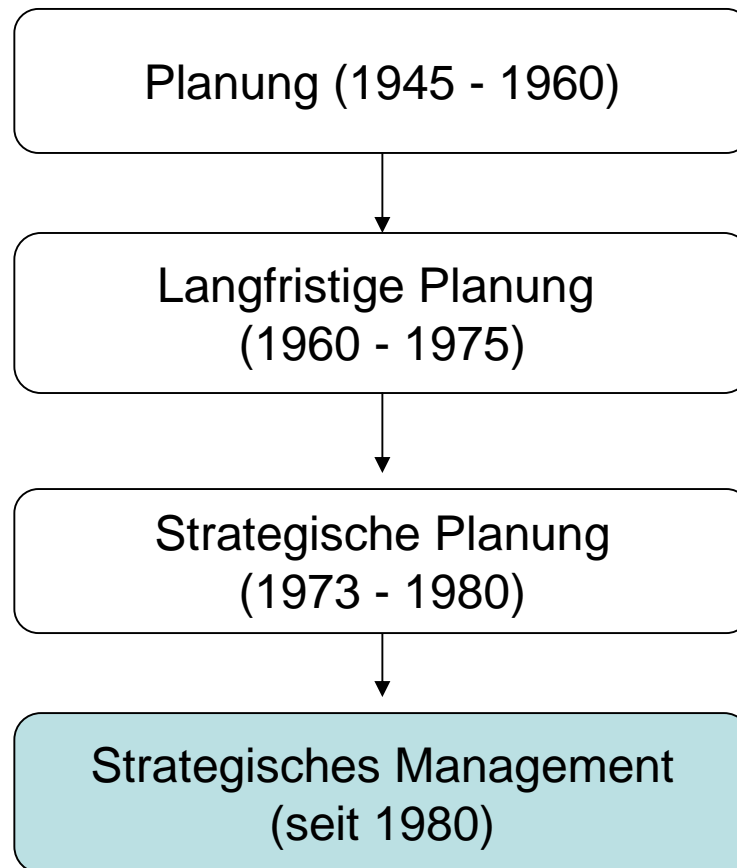 Planung (1945 - 1960)
Langfristige Planung
(1960 - 1975)
Strategische Planung
(1973 - 1980)
Strategisches Management
(seit 1980)